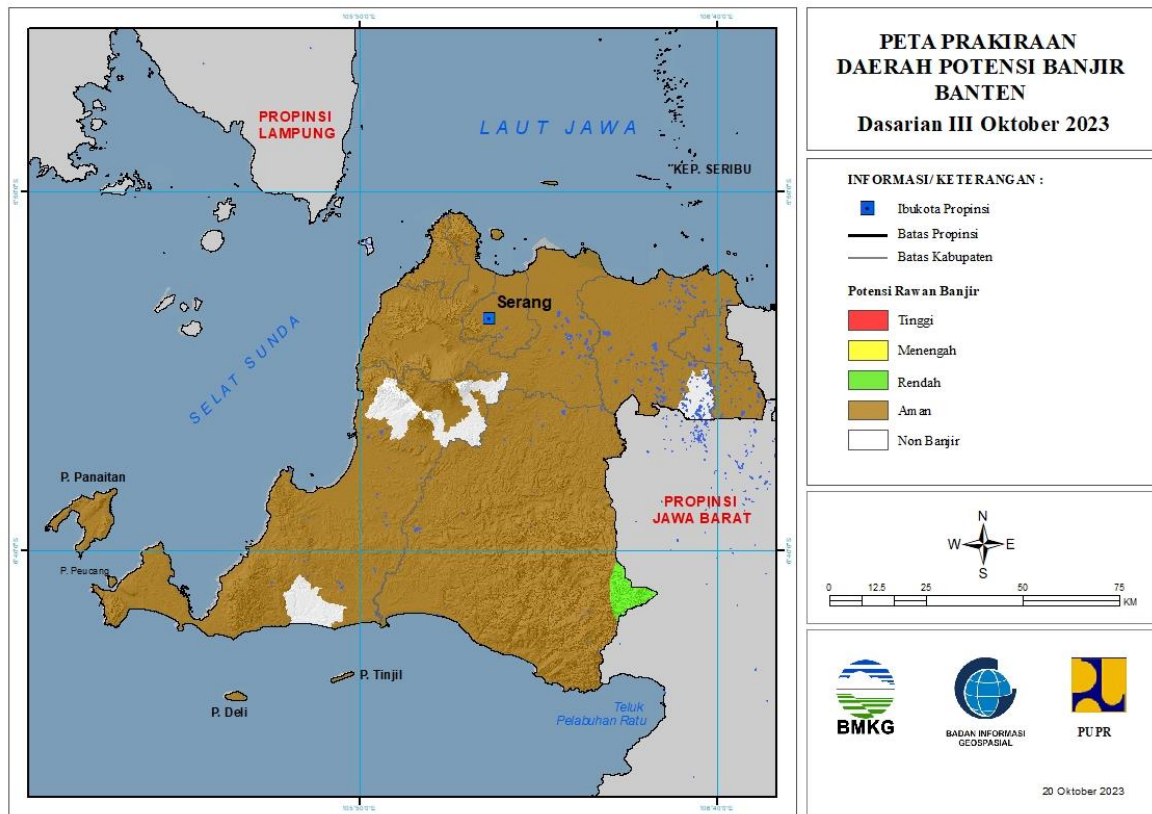 PETA PRAKIRAAN
DAERAH POTENSI BANJIR
BANTEN
Dasarian III Oktober 2023
INFORMASI/KETERANGAN :
Ibukota Propinsi
Batas Propinsi
Batas Kabupaten
Potensi Rawan Banjir
Tinggi
Menengah
Rendah
Aman
Non Banjir
N
W E
S
0 12.5 25 50 75
KM
BMKG
BADAN INFORMASI
GEOSPASIAL
PUPR
20 Oktober 2023
PROPINSI
LAMPUNG
LAUT JAWA
KEP. SERIBU
Serang
SELAT SUNDA
P. Panaitan
P. Peucang
PROPINSI
JAWA BARAT
P. Tinjil
P. Deli
Teluk
Pelabuhan Ratu